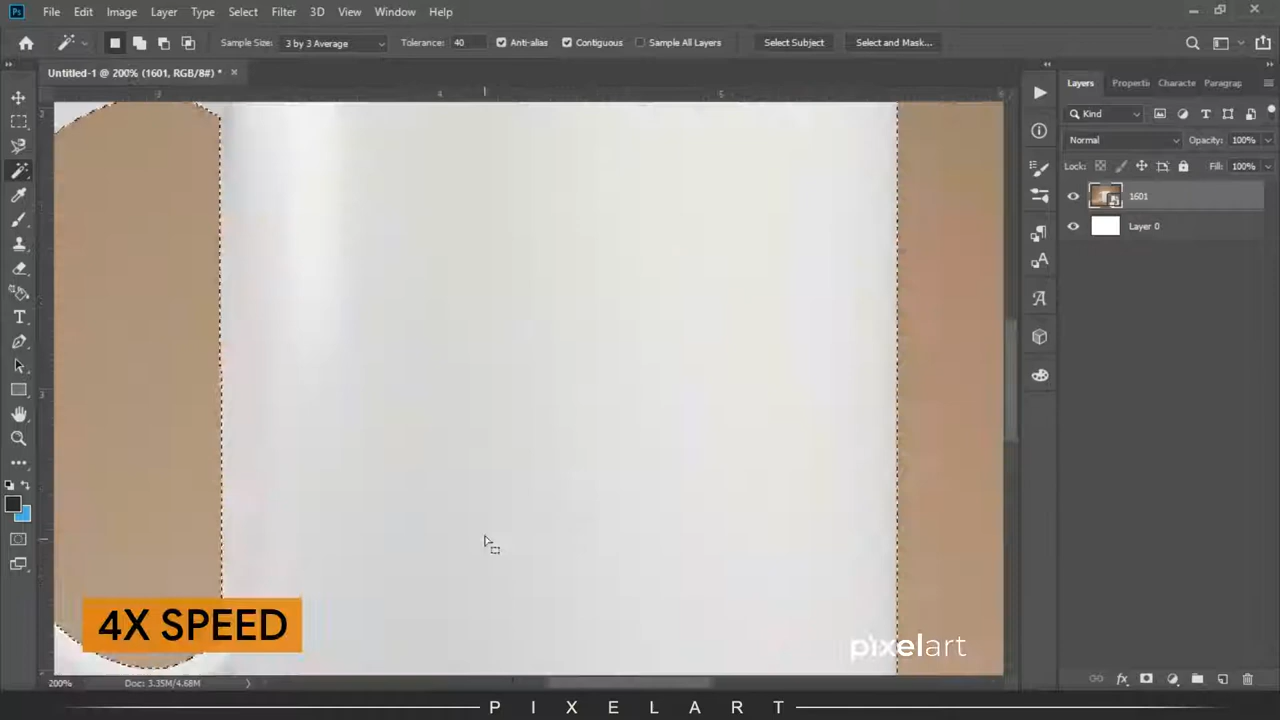 Ps File Edit Image Layer Type Select Filter 3D View Window Help
Sample Size: 3 by 3 Average Tolerance: 40 Anti-alias Contiguous Sample All Layers Select Subject Select and Mask...
Untitled-1 @ 200% (1601, RGB/8#) * ×
Layers Properti Characte Paragrap
Kind
Normal Opacity: 100%
Lock: Fill: 100%
1601
Layer 0
4X SPEED
pixelart
200% Doc: 3.35M/4.68M
PIXELART